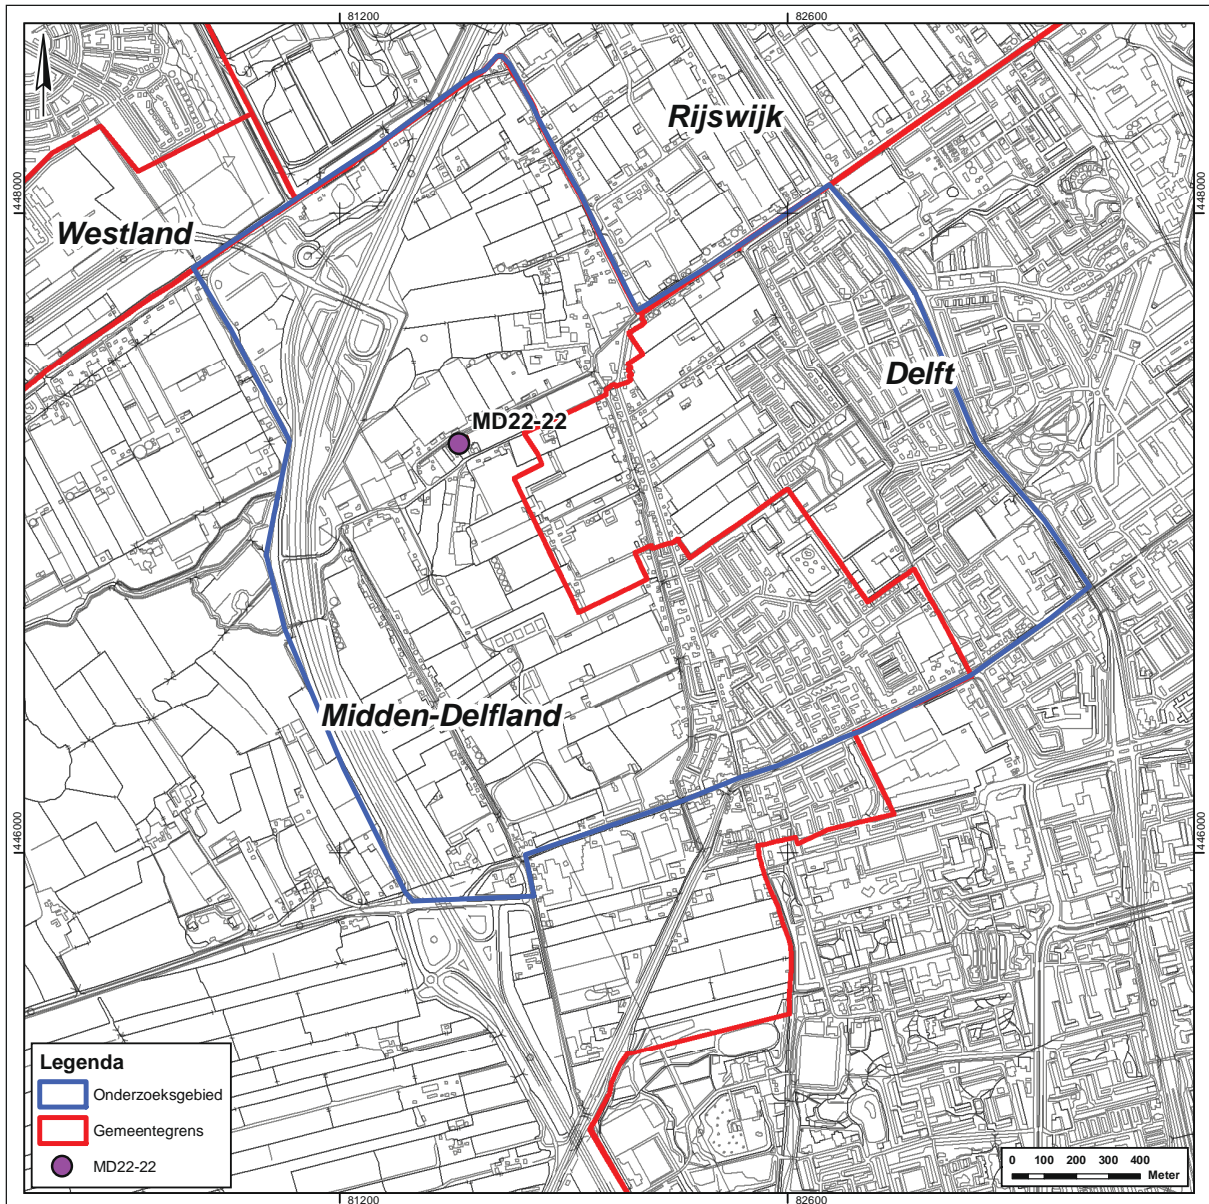 81200
82600
Rijswijk
448000
448000
Westland
Delft
MD22-22
Midden-Delfland
446000
446000
Legenda
Onderzoeksgebied
Gemeentegrens
MD22-22
0 100 200 300 400
Meter
81200
82600